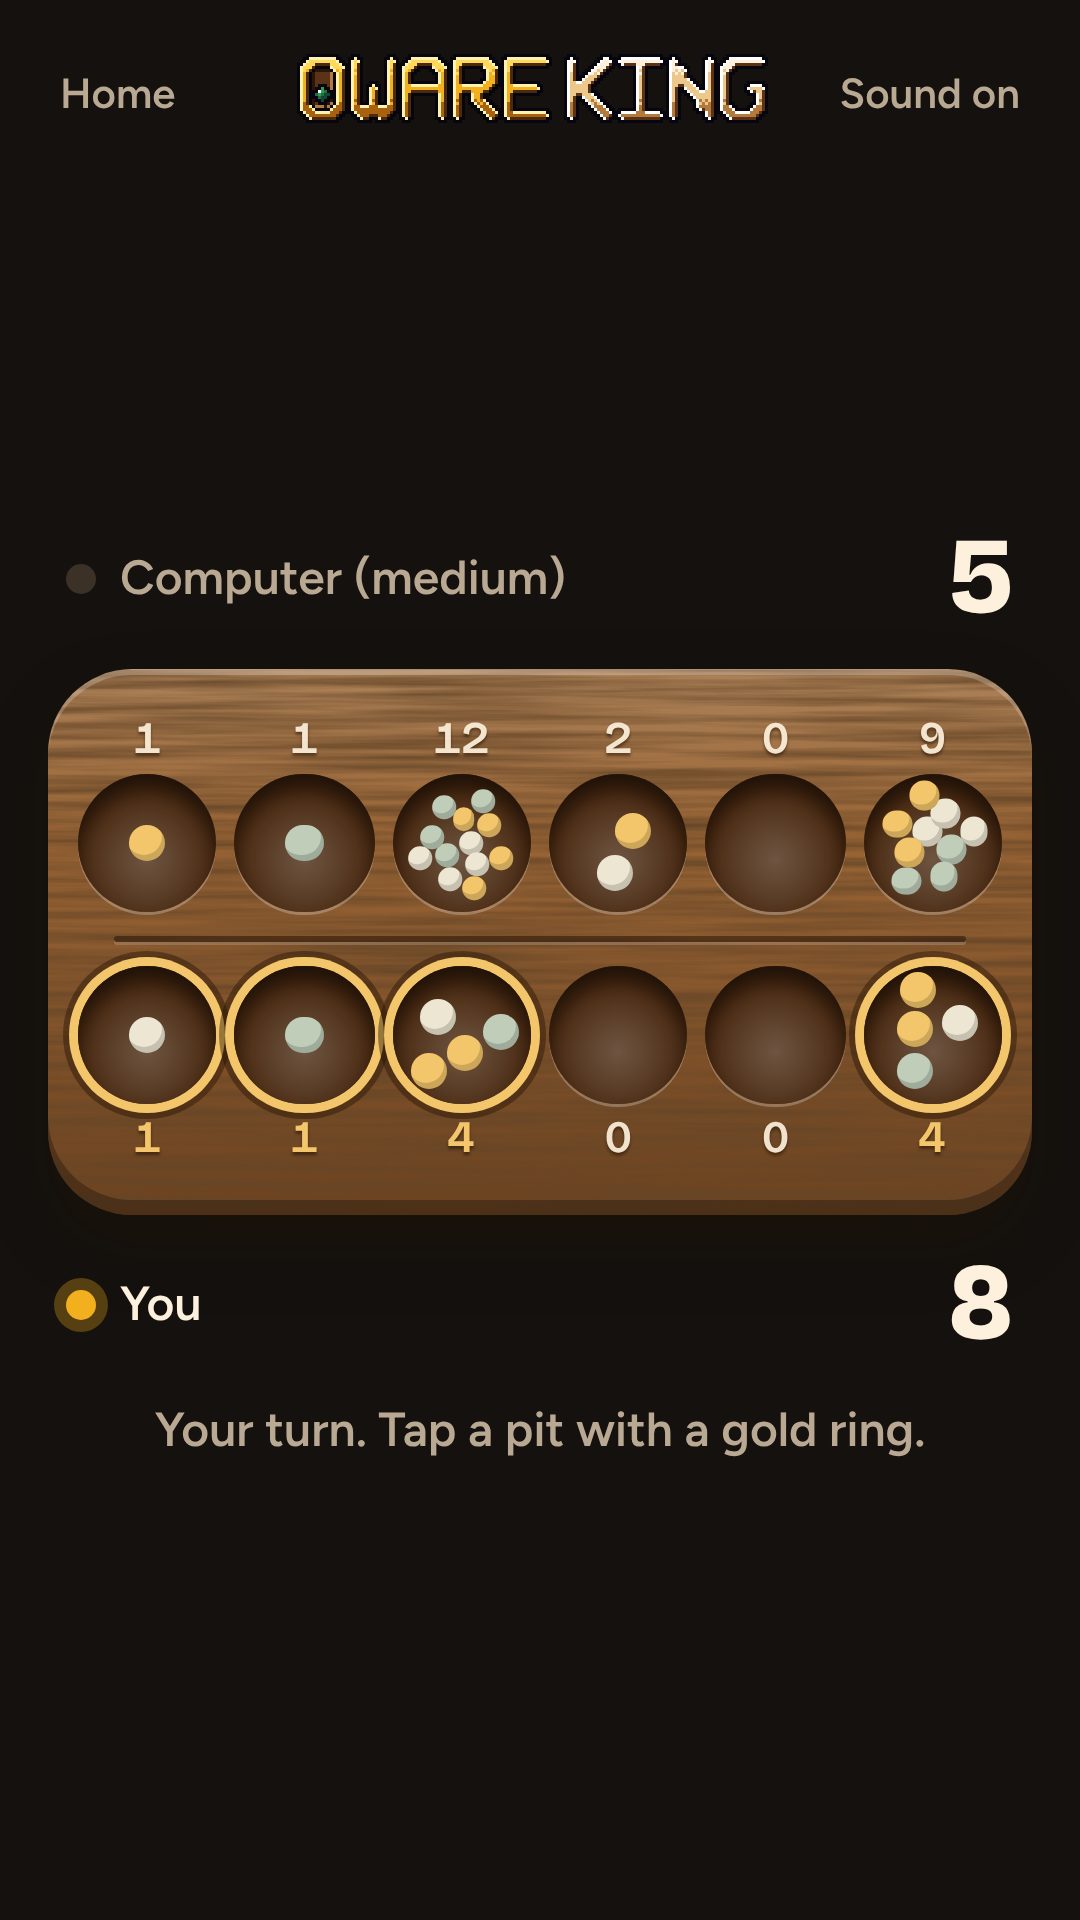 Home OWARE KING Sound on
Computer (medium) 5
1 1 12 2 0 9
1 1 4 0 0 4
You 8
Your turn. Tap a pit with a gold ring.